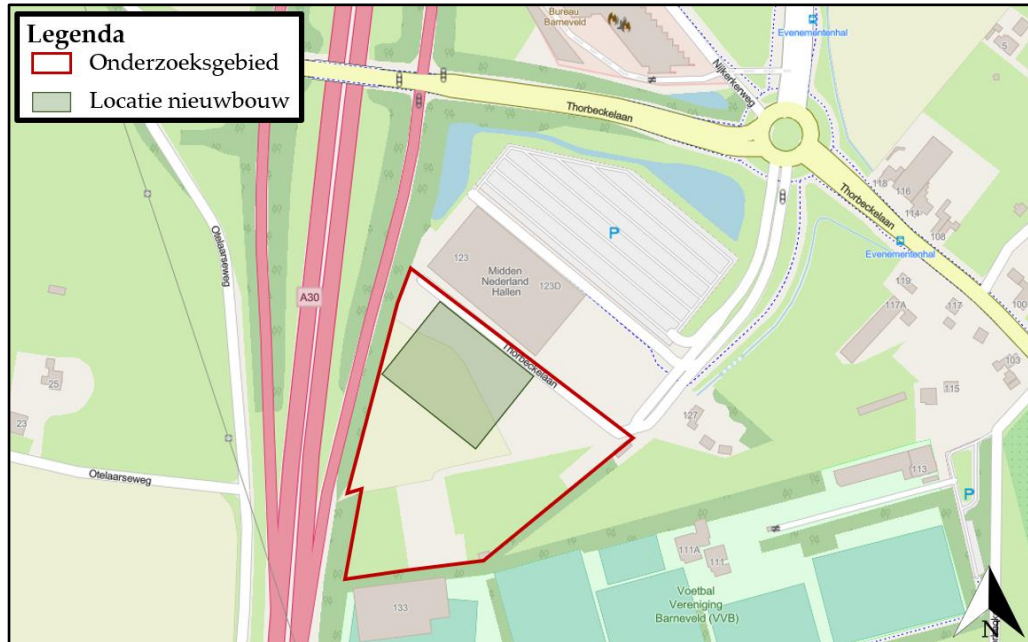 Legenda
Onderzoeksgebied
Locatie nieuwbouw
Bureau
Barneveld
Evenementenhal
5
Nijkerkerweg
Thorbeckelaan
118
116
114
108
Thorbeckelaan
Evenementenhal
Otelaarseweg
P
123
Midden
Nederland
Hallen
123D
A30
119
117A
117
100
103
Thorbeckelaan
25
23
127
115
Otelaarseweg
113
P
111A
111
Voetbal
Vereniging
Barneveld (VVB)
133
N